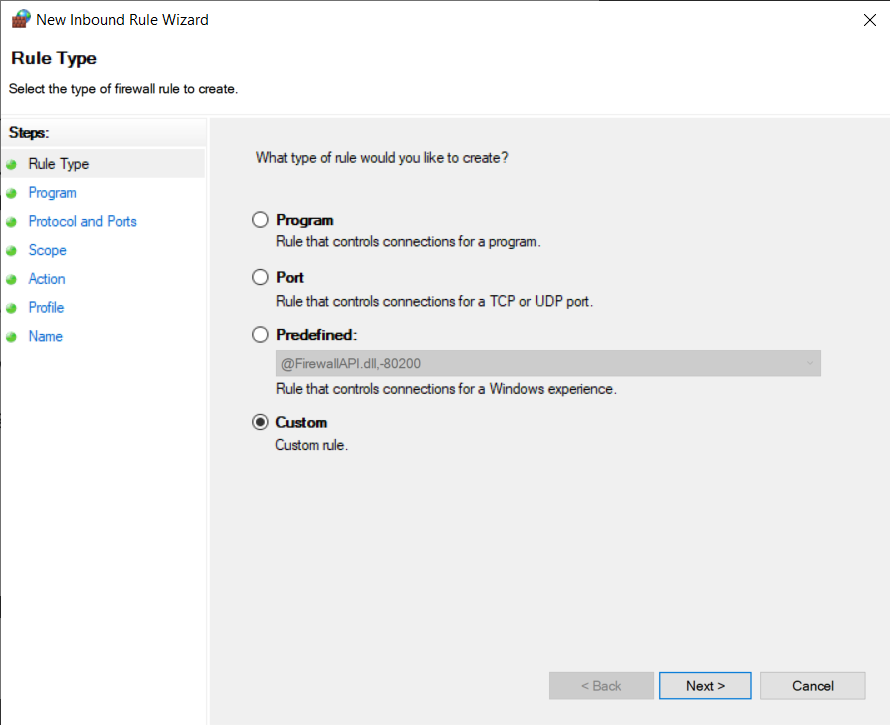 New Inbound Rule Wizard
Rule Type
Select the type of firewall rule to create.
Steps:
Rule Type
Program
Protocol and Ports
Scope
Action
Profile
Name
What type of rule would you like to create?
Program
Rule that controls connections for a program.
Port
Rule that controls connections for a TCP or UDP port.
Predefined:
@FirewallAPI.dll,-80200
Rule that controls connections for a Windows experience.
Custom
Custom rule.
< Back
Next >
Cancel